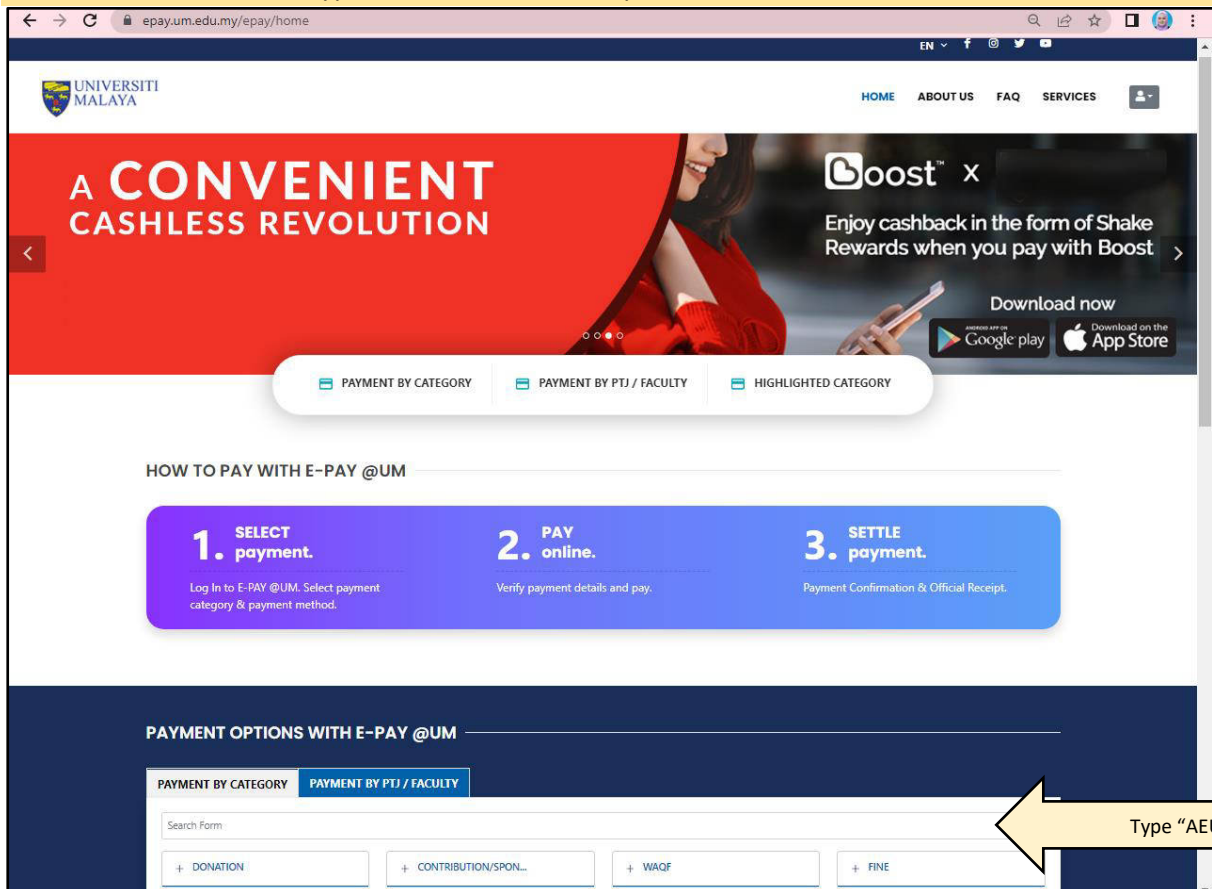 epay.um.edu.my/epay/home
EN
UNIVERSITI
MALAYA
HOME ABOUT US FAQ SERVICES
A CONVENIENT
CASHLESS REVOLUTION
Boost™ X
Enjoy cashback in the form of Shake
Rewards when you pay with Boost
Download now
ANDROID APP ON
Google play
Download on the
App Store
PAYMENT BY CATEGORY PAYMENT BY PTJ / FACULTY HIGHLIGHTED CATEGORY
HOW TO PAY WITH E-PAY @UM
1. SELECT
payment.
Log In to E-PAY @UM. Select payment
category & payment method.
2. PAY
online.
Verify payment details and pay.
3. SETTLE
payment.
Payment Confirmation & Official Receipt.
PAYMENT OPTIONS WITH E-PAY @UM
PAYMENT BY CATEGORY PAYMENT BY PTJ / FACULTY
Search Form
Type “AEU
+ DONATION + CONTRIBUTION/SPON... + WAQF + FINE